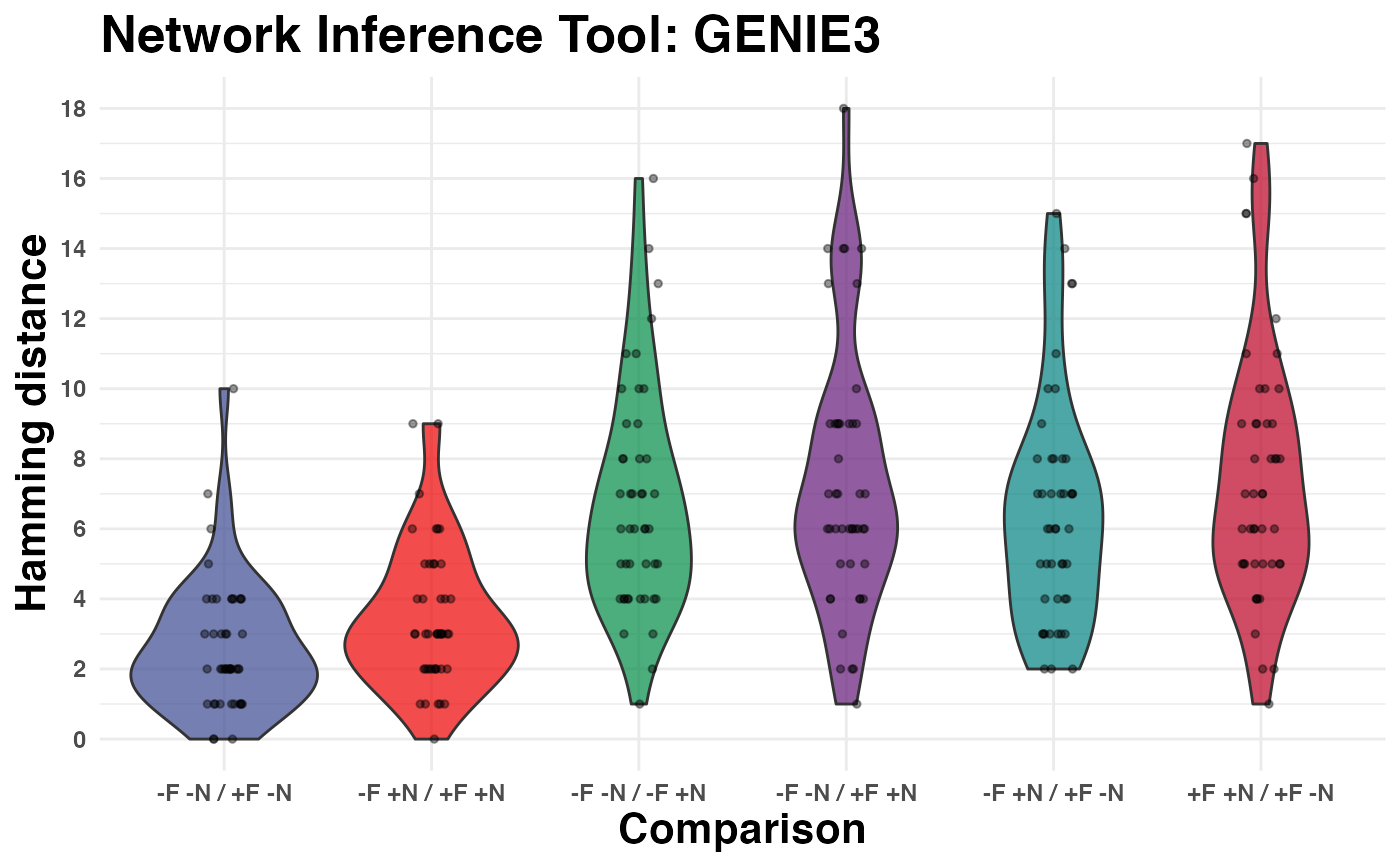 Network Inference Tool: GENIE3
Hamming distance
18
16
14
12
10
8
6
4
2
0
-F -N / +F -N
-F +N / +F +N
-F -N / -F +N
-F -N / +F +N
-F +N / +F -N
+F +N / +F -N
Comparison